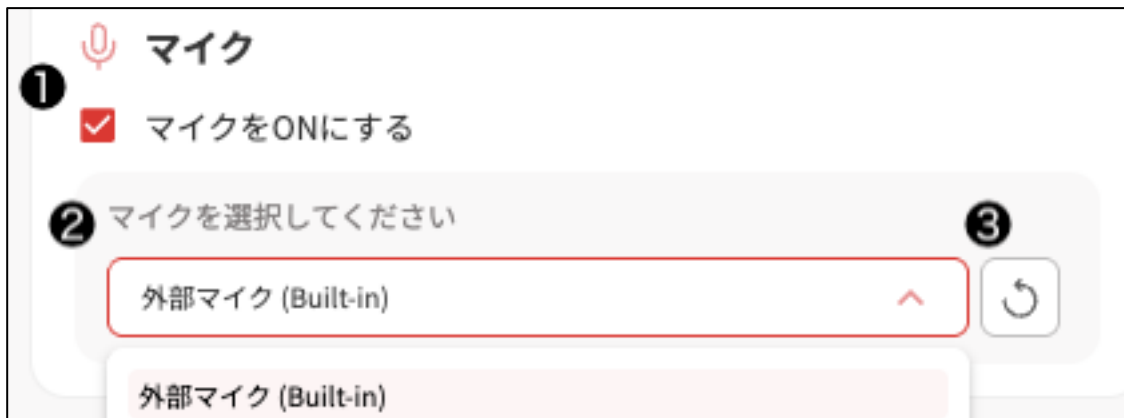 マイク
❶
マイクをONにする
❷ マイクを選択してください ❸
外部マイク (Built-in)
外部マイク (Built-in)